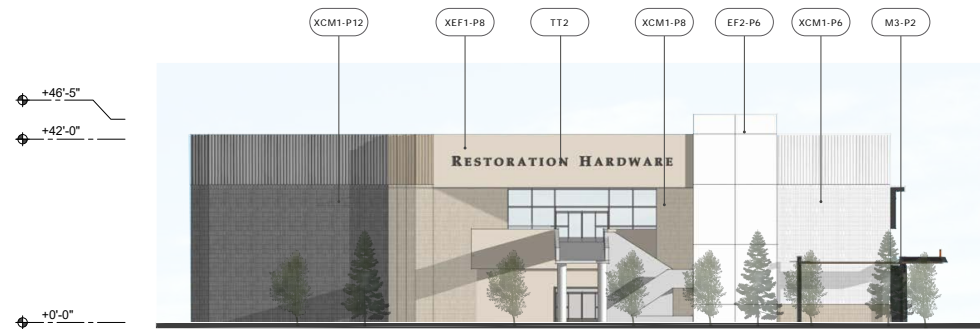 XCM1-P12 XEF1-P8 TT2 XCM1-P8 EF2-P6 XCM1-P6 M3-P2
+46'-5"
+42'-0"
RESTORATION HARDWARE
+0'-0"